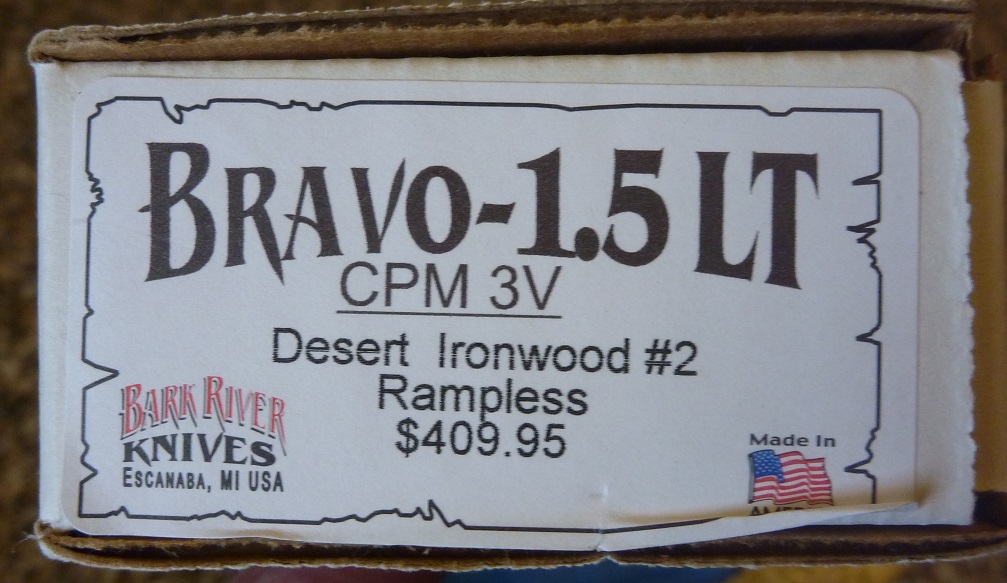 BRAVO-1.5 LT
CPM 3V
Desert Ironwood #2
Rampless
$409.95
BARK RIVER
KNIVES
ESCANABA, MI USA
Made In